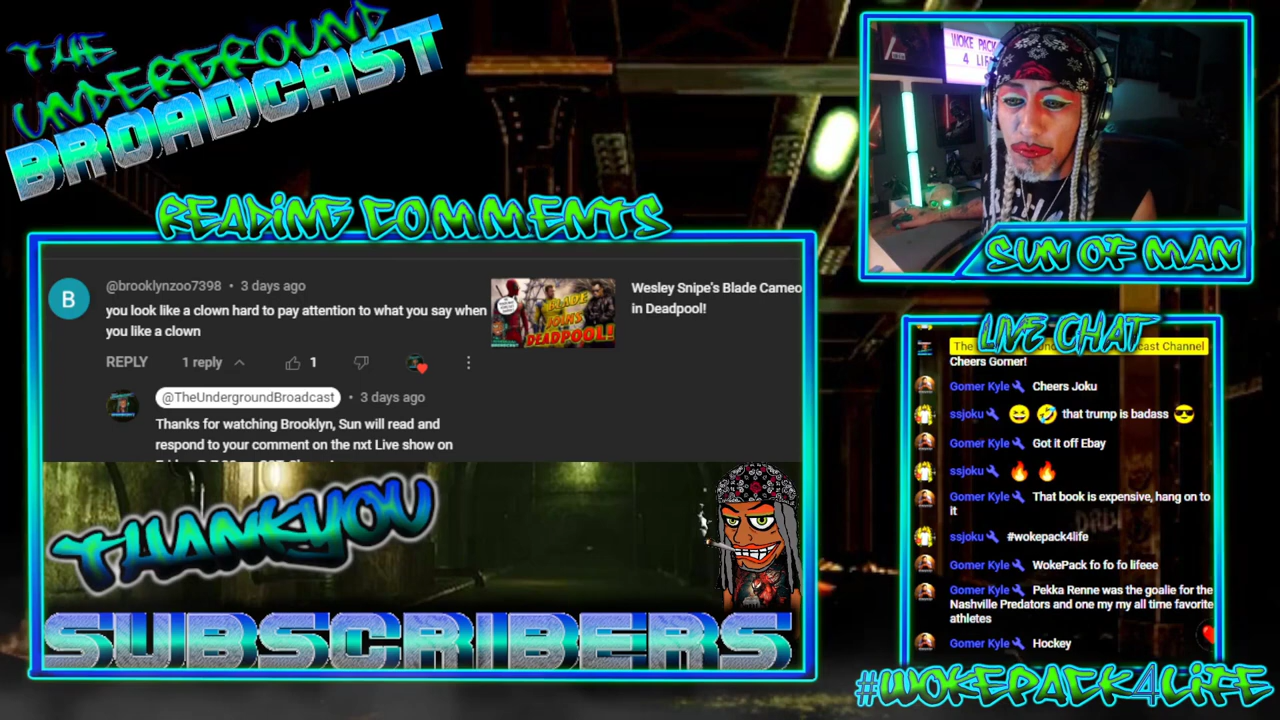 THE
UNDERGROUND
BROADCAST
READING COMMENTS
B
@brooklynzoo7398 • 3 days ago
you look like a clown hard to pay attention to what you say when
you like a clown
REPLY 1 reply 1
Wesley Snipe's Blade Cameo
in Deadpool!
BLADE
JOINS
DEADPOOL!
@TheUndergroundBroadcast • 3 days ago
Thanks for watching Brooklyn, Sun will read and
respond to your comment on the nxt Live show on
THANKYOU
SUBSCRIBERS
WOKE PACK
4 LIFE
SUN OF MAN
LIVE CHAT
The cast Channel
Cheers Gomer!
Gomer Kyle Cheers Joku
ssjoku 😆 🤣 that trump is badass 😎
Gomer Kyle Got it off Ebay
ssjoku 🔥 🔥
Gomer Kyle That book is expensive, hang on to
it
ssjoku #wokepack4life
Gomer Kyle WokePack fo fo fo lifeee
Gomer Kyle Pekka Renne was the goalie for the
Nashville Predators and one my my all time favorite
athletes
Gomer Kyle Hockey
#WOKEPACK4LIFE